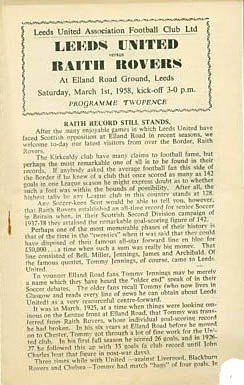 Leeds United Association Football Club Ltd
LEEDS UNITED
versus
RAITH ROVERS
At Elland Road Ground, Leeds
Saturday, March 1st, 1958, kick-off 3-0 p.m.
PROGRAMME TWOPENCE
RAITH RECORD STILL STANDS.
After the many enjoyable games in which Leeds United have
faced Scottish opposition at Elland Road in recent seasons, we
welcome to-day our latest visitors from over the Border, Raith
Rovers.
The Kirkcaldy club have many claims to football fame, but
perhaps the most remarkable one of all is to be found in their
records. If anybody asked the average football fan this side of
the Border if he knew of a club that once scored as many as 142
goals in one League season he might express doubt as to whether
such a feat was within the bounds of possibility. After all, the
highest tally by any League club in this country stands at 128.
Any Soccer-wise Scot would be able to tell you, however,
that Raith Rovers established an all-time record for senior Soccer
in Britain when, in their Scottish Second Division campaign of
1937-38 they attained the remarkable goal-scoring figure of 142.
Perhaps one of the most memorable phases in their history is
that of the time in the "twenties" when it was said that they could
have disposed of their famous all-star forward line en bloc for
£50,000 . . . a time when such a sum was really big money. That
line consisted of Bell, Miller, Jennings, James and Archibald. Of
the famous quintet, Tommy Jennings, of course, came to Leeds
United.
To younger Elland Road fans Tommy Jennings may be merely
a name which they have heard the "older end" speak of in their
Soccer debates. The older fans recall Tommy (who now lives in
Glasgow and reads every line of news he can obtain about Leeds
United) as a very resourceful centre-forward.
It was in March, 1925, at a time when things were looking omi-
nous on the League front at Elland Road, that Tommy was trans-
ferred from Raith Rovers, whose individual goal-scoring record
he had broken. In his six years at Elland Road before he moved
on to Chester, Tommy got through a lot of fine work for the Uni-
ted club. In his first full season he scored 26 goals, and in 1926-
27 he followed this up with 35 goals (a club record until John
Charles beat that figure in post-war days).
Three times while with United — against Liverpool, Blackburn
Rovers and Chelsea — Tommy had match "bags" of four goals. In